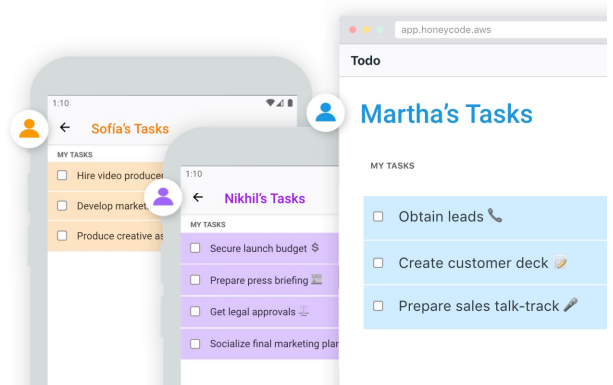 1:10
Sofía's Tasks
MY TASKS
Hire video producer
Develop market
Produce creative as
1:10
Nikhil's Tasks
MY TASKS
Secure launch budget
Prepare press briefing
Get legal approvals
Socialize final marketing plan
app.honeycode.aws
Todo
Martha's Tasks
MY TASKS
Obtain leads
Create customer deck
Prepare sales talk-track